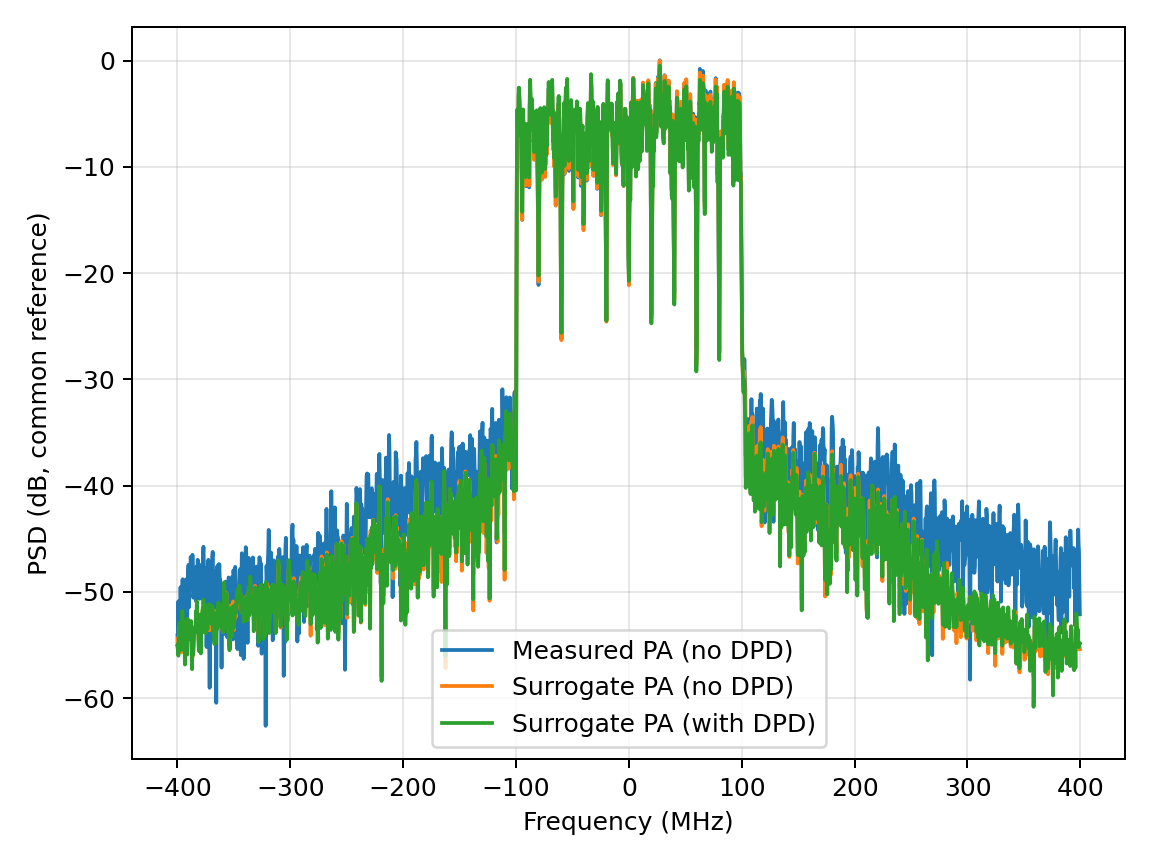 PSD (dB, common reference)
0
−10
−20
−30
−40
−50
−60
Measured PA (no DPD)
Surrogate PA (no DPD)
Surrogate PA (with DPD)
−400 −300 −200 −100 0 100 200 300 400
Frequency (MHz)